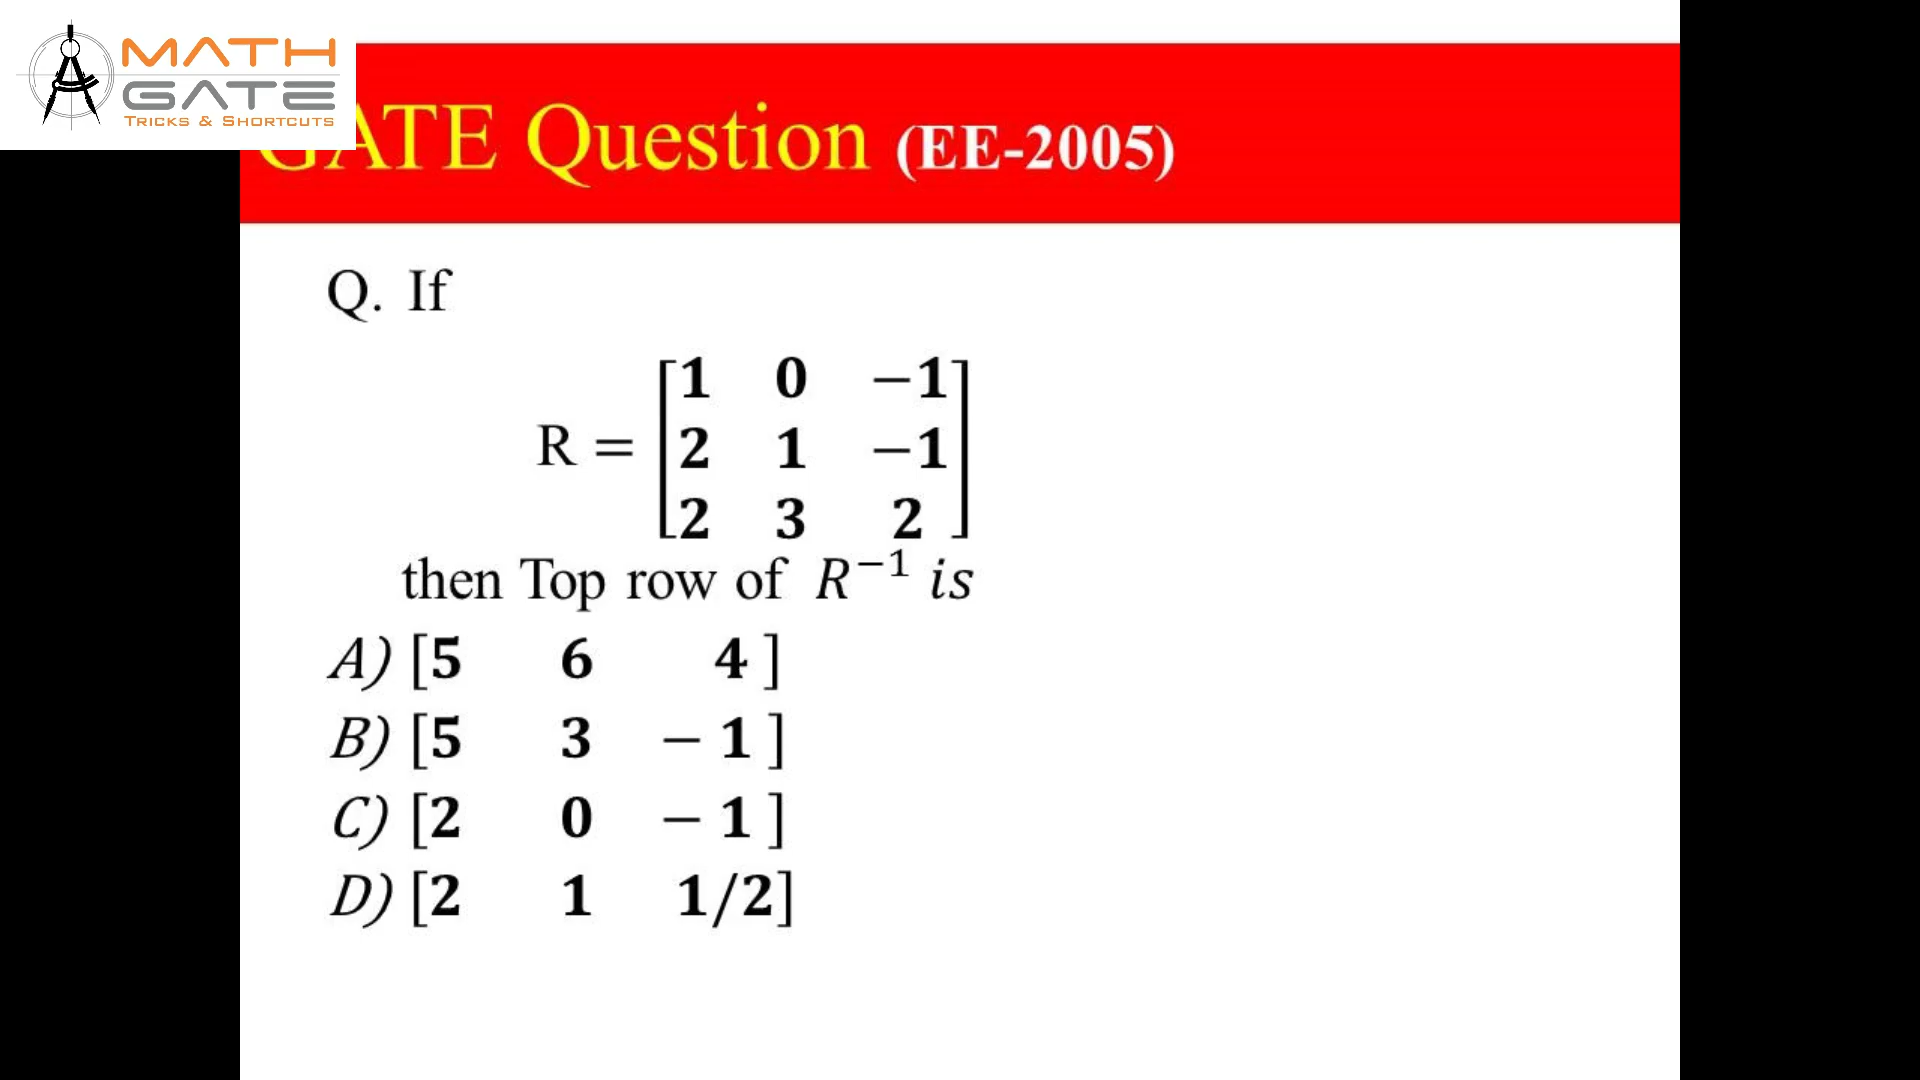 MATH
GATE
TRICKS & SHORTCUTS
GATE Question (EE-2005)
Q. If
R = [1 0 −1
2 1 −1
2 3 2]
then Top row of R⁻¹ is
A) [5 6 4 ]
B) [5 3 − 1 ]
C) [2 0 − 1 ]
D) [2 1 1/2]